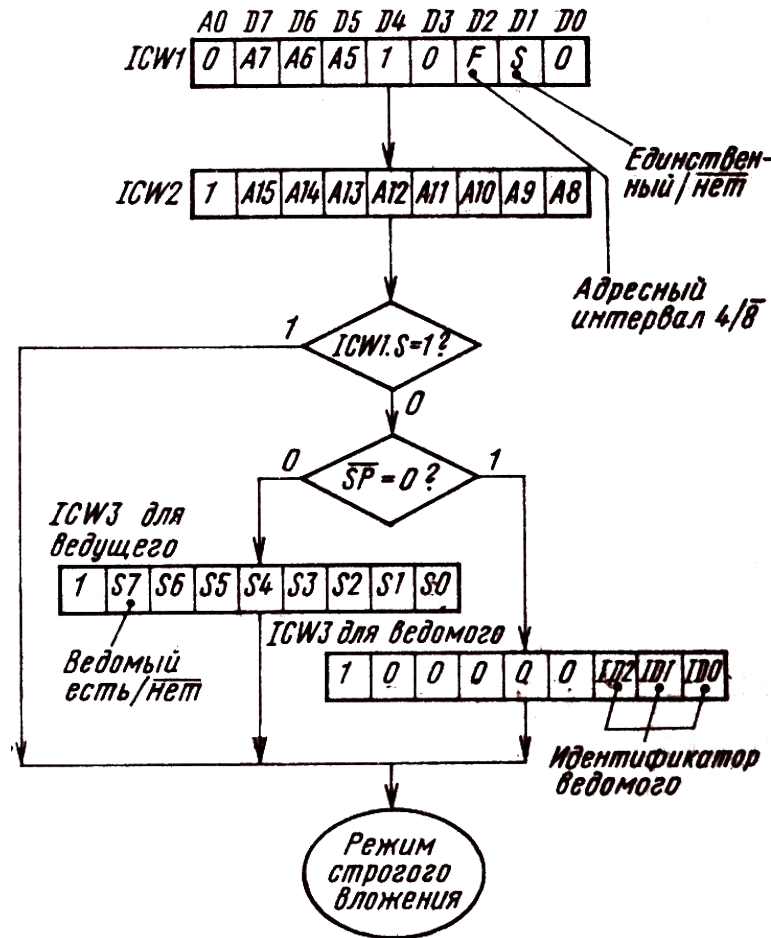 A0 D7 D6 D5 D4 D3 D2 D1 D0
ICW1 0 A7 A6 A5 1 0 F S 0
Единствен-
ный/нет
ICW2 1 A15 A14 A13 A12 A11 A10 A9 A8
Адресный
интервал 4/8
1
ICW1.S=1?
0
0
SP=0?
1
ICW3 для
ведущего
1 S7 S6 S5 S4 S3 S2 S1 S0
ICW3 для ведомого
Ведомый
есть/нет
1 0 0 0 0 0 ID2 ID1 ID0
Идентификатор
ведомого
Режим
строгого
вложения